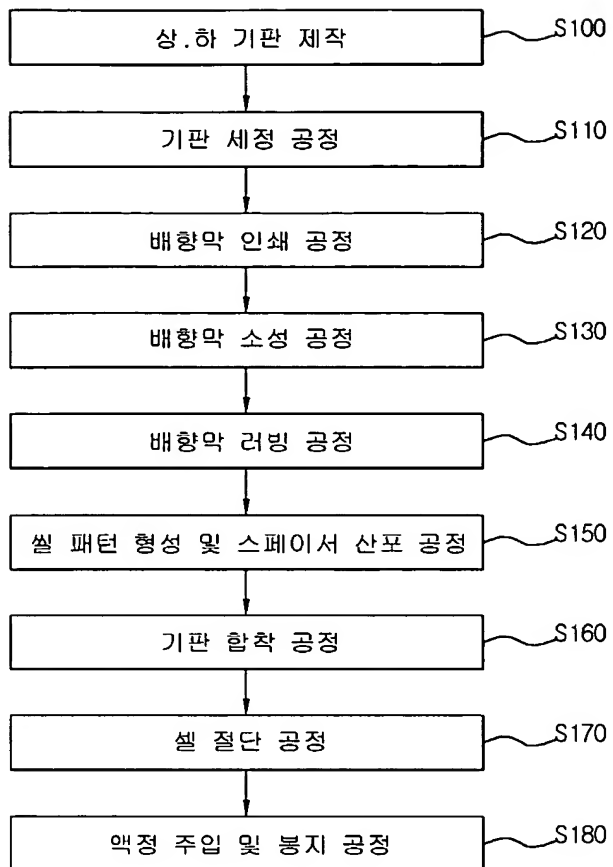 상.하 기판 제작 S100
기판 세정 공정 S110
배향막 인쇄 공정 S120
배향막 소성 공정 S130
배향막 러빙 공정 S140
씰 패턴 형성 및 스페이서 산포 공정 S150
기판 합착 공정 S160
셀 절단 공정 S170
액정 주입 및 봉지 공정 S180